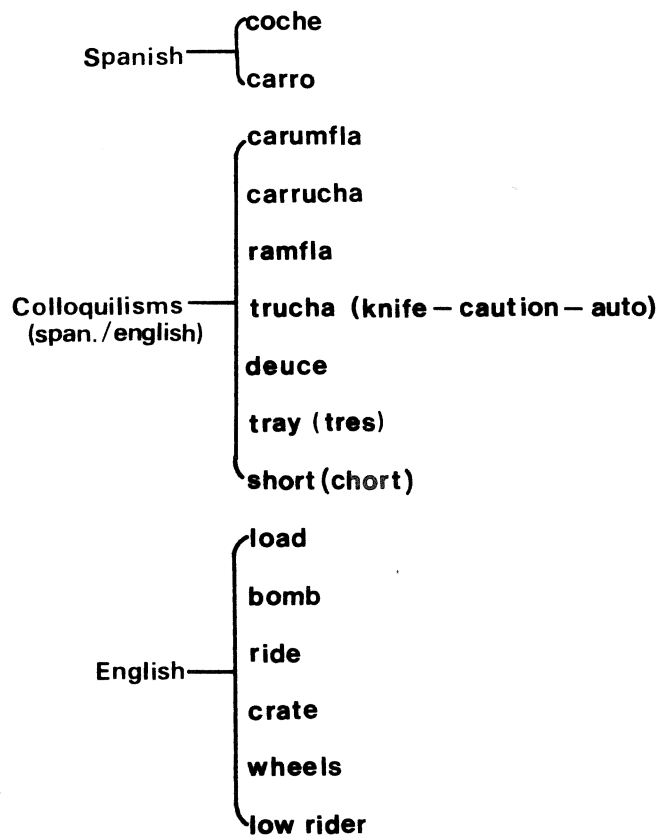 coche
Spanish
carro
carumfla
carrucha
ramfla
Colloquilisms
(span./english)
trucha (knife — caution — auto)
deuce
tray (tres)
short (chort)
load
bomb
ride
English
crate
wheels
low rider